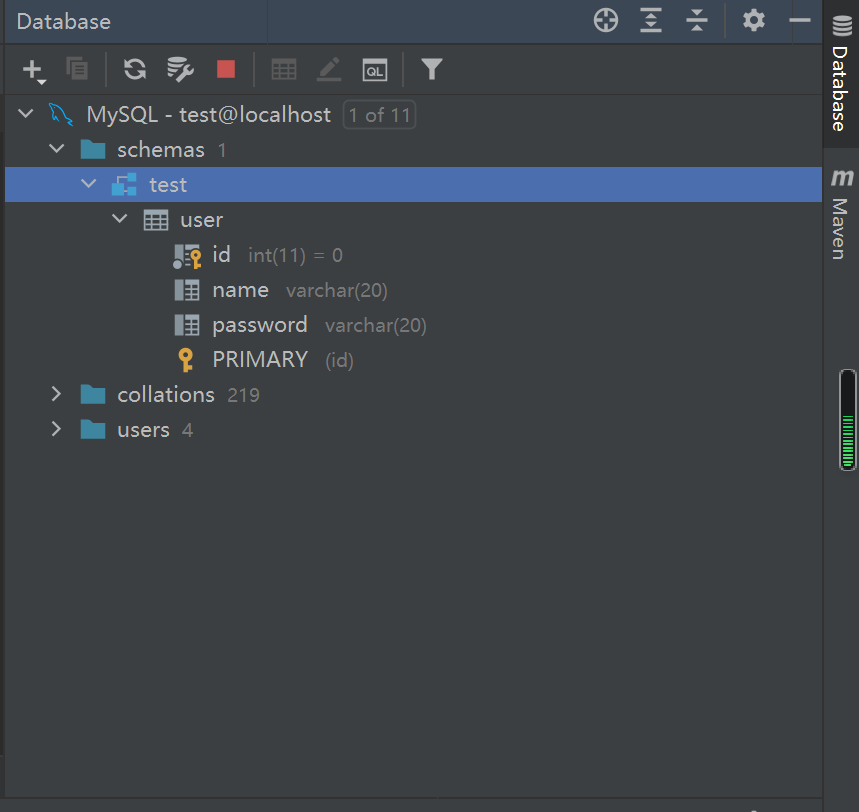 Database
QL
MySQL - test@localhost 1 of 11
schemas 1
test
user
id int(11) = 0
name varchar(20)
password varchar(20)
PRIMARY (id)
collations 219
users 4
Database
m
Maven